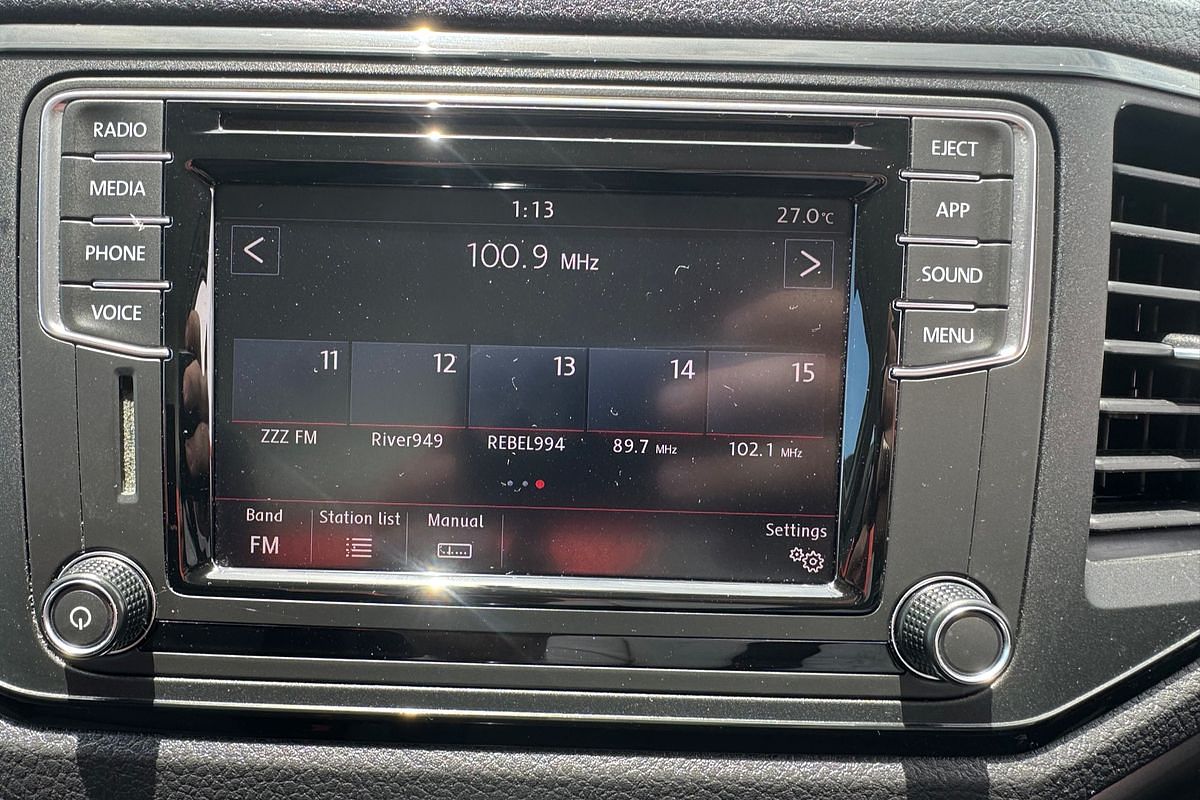 RADIO
MEDIA
PHONE
VOICE
1:13
27.0°C
<
100.9 MHz
>
11
12
13
14
15
ZZZ FM
River949
REBEL994
89.7 MHz
102.1 MHz
Band
FM
Station list
Manual
Settings
EJECT
APP
SOUND
MENU